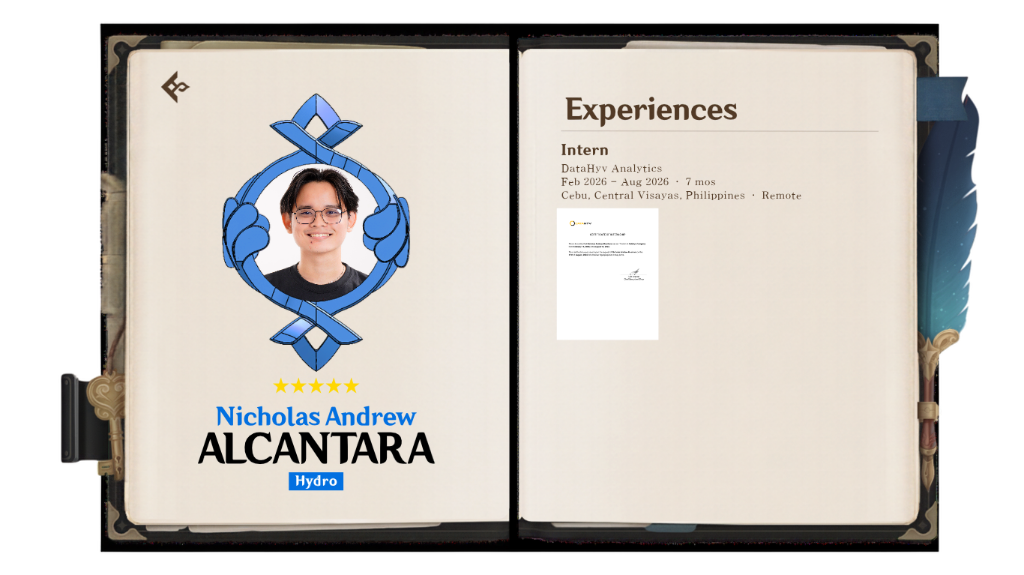 ★★★★★
Nicholas Andrew
ALCANTARA
Hydro
Experiences
Intern
DataHyv Analytics
Feb 2026 – Aug 2026 · 7 mos
Cebu, Central Visayas, Philippines · Remote